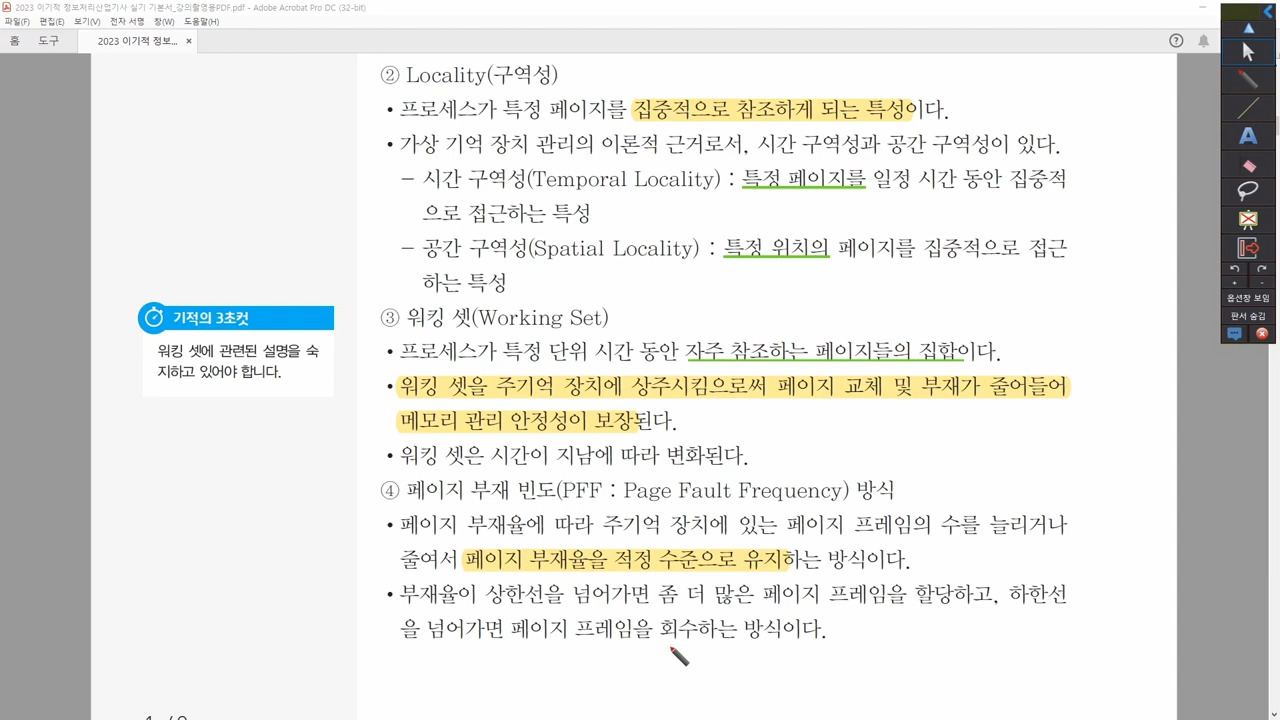 2023 이기적 정보처리산업기사 실기 기본서_강의촬영용PDF.pdf - Adobe Acrobat Pro DC (32-bit)
파일(F) 편집(E) 보기(V) 전자 서명 창(W) 도움말(H)
홈 도구 2023 이기적 정보... ×
② Locality(구역성)
• 프로세스가 특정 페이지를 집중적으로 참조하게 되는 특성이다.
• 가상 기억 장치 관리의 이론적 근거로서, 시간 구역성과 공간 구역성이 있다.
– 시간 구역성(Temporal Locality) : 특정 페이지를 일정 시간 동안 집중적
으로 접근하는 특성
– 공간 구역성(Spatial Locality) : 특정 위치의 페이지를 집중적으로 접근
하는 특성
기적의 3초컷
워킹 셋에 관련된 설명을 숙
지하고 있어야 합니다.
③ 워킹 셋(Working Set)
• 프로세스가 특정 단위 시간 동안 자주 참조하는 페이지들의 집합이다.
• 워킹 셋을 주기억 장치에 상주시킴으로써 페이지 교체 및 부재가 줄어들어
메모리 관리 안정성이 보장된다.
• 워킹 셋은 시간이 지남에 따라 변화된다.
④ 페이지 부재 빈도(PFF : Page Fault Frequency) 방식
• 페이지 부재율에 따라 주기억 장치에 있는 페이지 프레임의 수를 늘리거나
줄여서 페이지 부재율을 적정 수준으로 유지하는 방식이다.
• 부재율이 상한선을 넘어가면 좀 더 많은 페이지 프레임을 할당하고, 하한선
을 넘어가면 페이지 프레임을 회수하는 방식이다.
A
+ -
옵션창 보임
판서 숨김